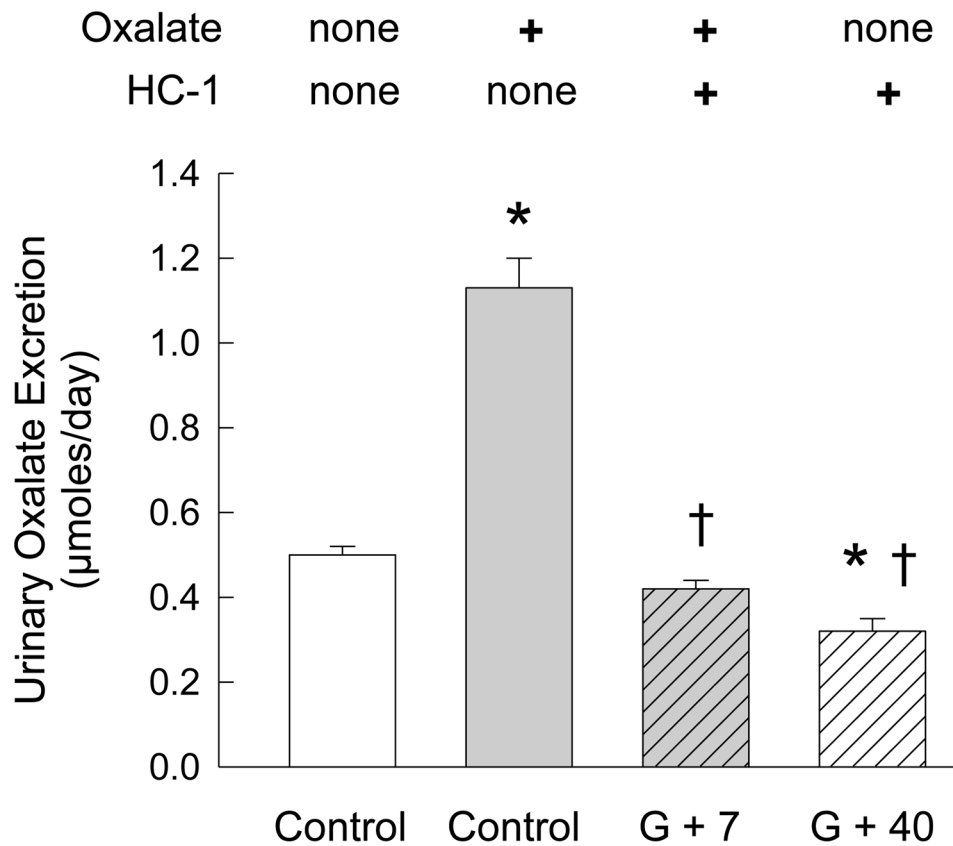 Oxalate none + + none
HC-1 none none + +
Urinary Oxalate Excretion
(µmoles/day)
1.4
1.2
1.0
0.8
0.6
0.4
0.2
0.0
*
†
* †
Control Control G + 7 G + 40